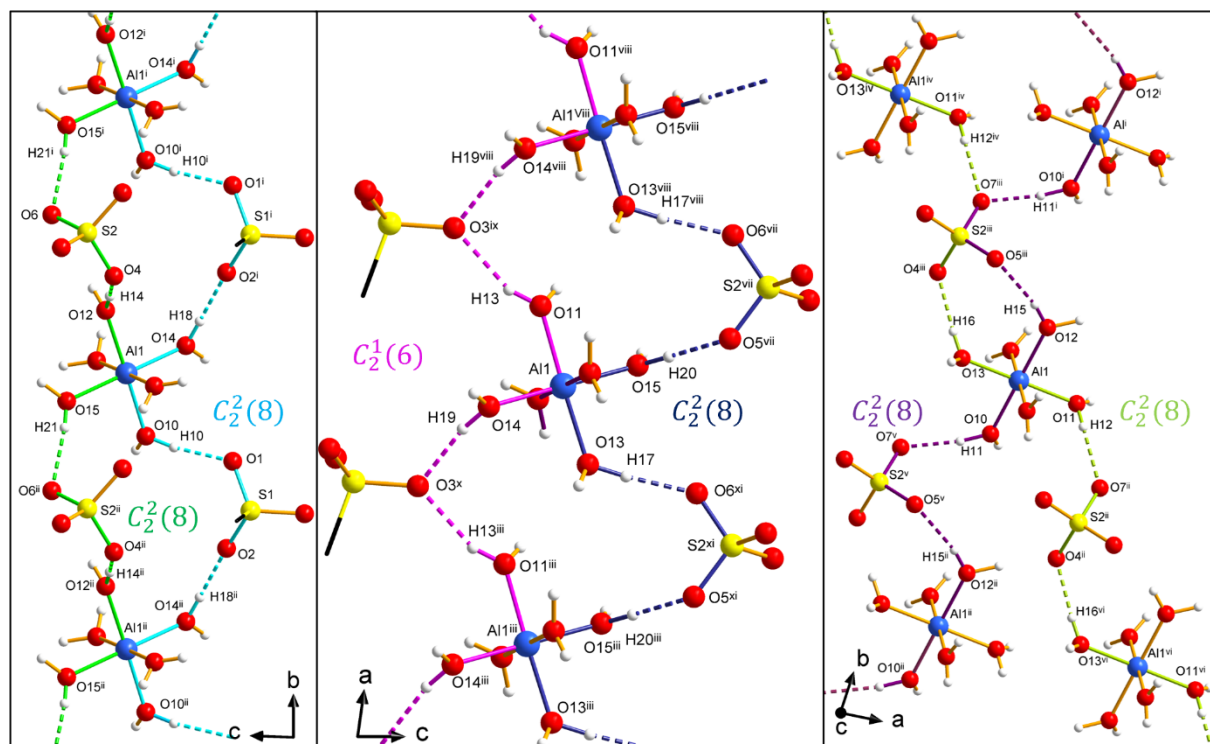 O12ⁱ
O14ⁱ
Al1ⁱ
O15ⁱ
H21ⁱ
O10ⁱ
H10ⁱ
O1ⁱ
O6
S2
S1ⁱ
O4
O2ⁱ
H14
O12
H18
Al1
O14
O15
H21
O10
H10
C₂²(8)
O1
O6ⁱⁱ
S2ⁱⁱ
C₂²(8)
S1
O4ⁱⁱ
O2
H14ⁱⁱ
O12ⁱⁱ
H18ⁱⁱ
O14ⁱⁱ
Al1ⁱⁱ
O15ⁱⁱ
O10ⁱⁱ
b
c
O11ᵛⁱⁱⁱ
Al1ᵛⁱⁱⁱ
O15ᵛⁱⁱⁱ
H19ᵛⁱⁱⁱ
O14ᵛⁱⁱⁱ
O13ᵛⁱⁱⁱ
H17ᵛⁱⁱⁱ
O3ⁱˣ
O6ᵛⁱⁱ
S2ᵛⁱⁱ
H13
O11
O5ᵛⁱⁱ
C₂¹(6)
Al1
O15
H20
C₂²(8)
H19
O14
O13
H17
O3ˣ
O6ˣⁱ
H13ⁱⁱⁱ
O11ⁱⁱⁱ
S2ˣⁱ
O5ˣⁱ
Al1ⁱⁱⁱ
O15ⁱⁱⁱ
H20ⁱⁱⁱ
O14ⁱⁱⁱ
O13ⁱⁱⁱ
a
c
O13ⁱᵛ
Al1ⁱᵛ
O11ⁱᵛ
O12ⁱ
H12ⁱᵛ
Alⁱ
O10ⁱ
O7ⁱⁱⁱ
H11ⁱ
S2ⁱⁱⁱ
O4ⁱⁱⁱ
O5ⁱⁱⁱ
H15
H16
O12
O13
Al1
O11
C₂²(8)
O10
H12
C₂²(8)
O7ᵛ
H11
S2ᵛ
O5ᵛ
O7ⁱⁱ
S2ⁱⁱ
H15ⁱⁱ
O12ⁱⁱ
O4ⁱⁱ
Al1ⁱⁱ
H16ᵛⁱ
O13ᵛⁱ
Al1ᵛⁱ
O11ᵛⁱ
O10ⁱⁱ
b
c
a